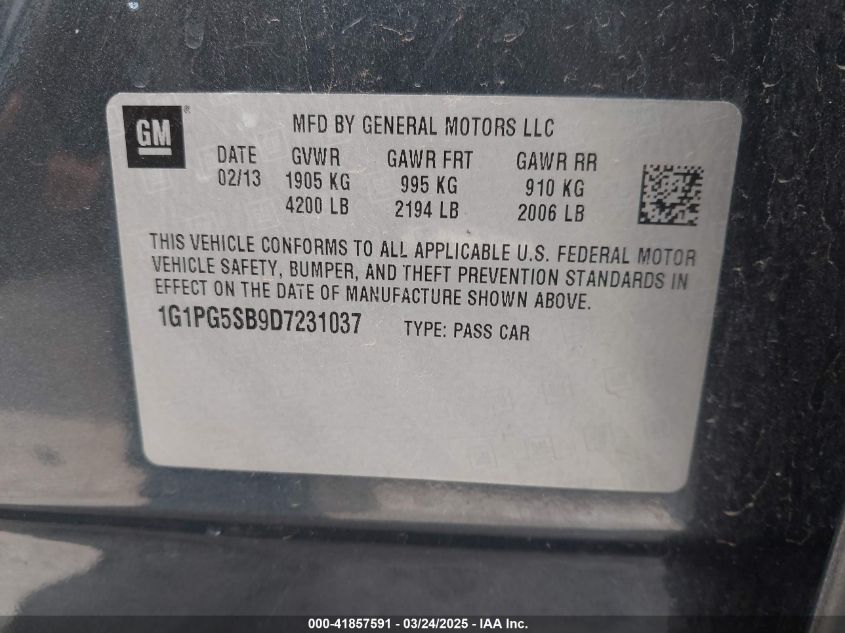 GM ®
MFD BY GENERAL MOTORS LLC
DATE GVWR GAWR FRT GAWR RR
02/13 1905 KG 995 KG 910 KG
4200 LB 2194 LB 2006 LB
THIS VEHICLE CONFORMS TO ALL APPLICABLE U.S. FEDERAL MOTOR
VEHICLE SAFETY, BUMPER, AND THEFT PREVENTION STANDARDS IN
EFFECT ON THE DATE OF MANUFACTURE SHOWN ABOVE.
1G1PG5SB9D7231037 TYPE: PASS CAR
000-41857591 / 03/24/2025 - IAA Inc.